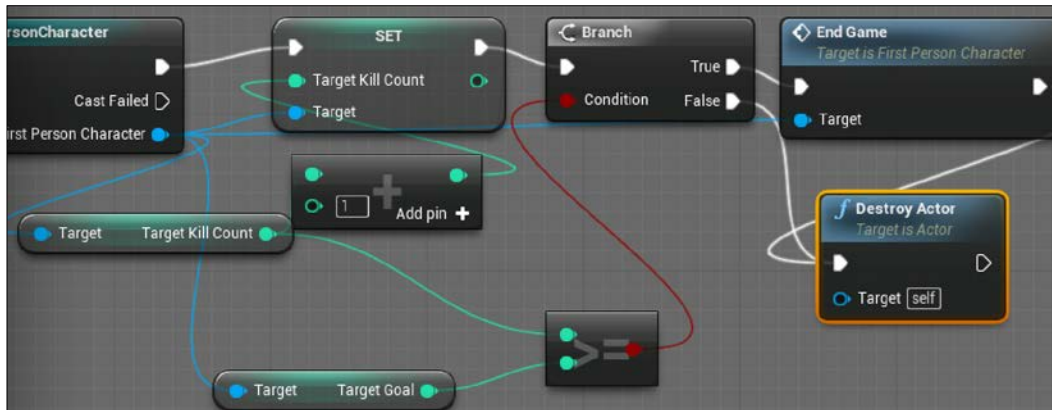 rsonCharacter
Cast Failed
irst Person Character
SET
Target Kill Count
Target
Branch
True
Condition
False
End Game
Target is First Person Character
Target
1
+
Add pin +
Target Target Kill Count
f Destroy Actor
Target is Actor
Target self
>=
Target Target Goal